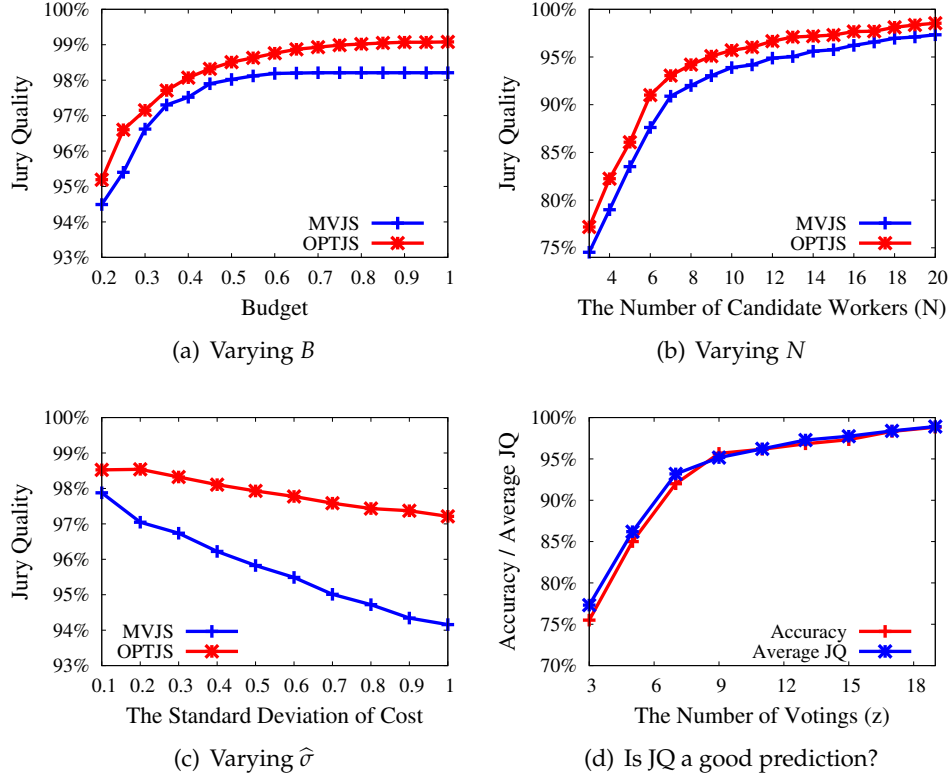 100%
99%
98%
97%
96%
95%
94%
93%
0.2 0.3 0.4 0.5 0.6 0.7 0.8 0.9 1
Jury Quality
Budget
MVJS
OPTJS
(a) Varying B
100%
95%
90%
85%
80%
75%
4 6 8 10 12 14 16 18 20
Jury Quality
The Number of Candidate Workers (N)
MVJS
OPTJS
(b) Varying N
100%
99%
98%
97%
96%
95%
94%
93%
0.1 0.2 0.3 0.4 0.5 0.6 0.7 0.8 0.9 1
Jury Quality
The Standard Deviation of Cost
MVJS
OPTJS
(c) Varying σ̂
100%
95%
90%
85%
80%
75%
70%
3 6 9 12 15 18
Accuracy / Average JQ
The Number of Votings (z)
Accuracy
Average JQ
(d) Is JQ a good prediction?